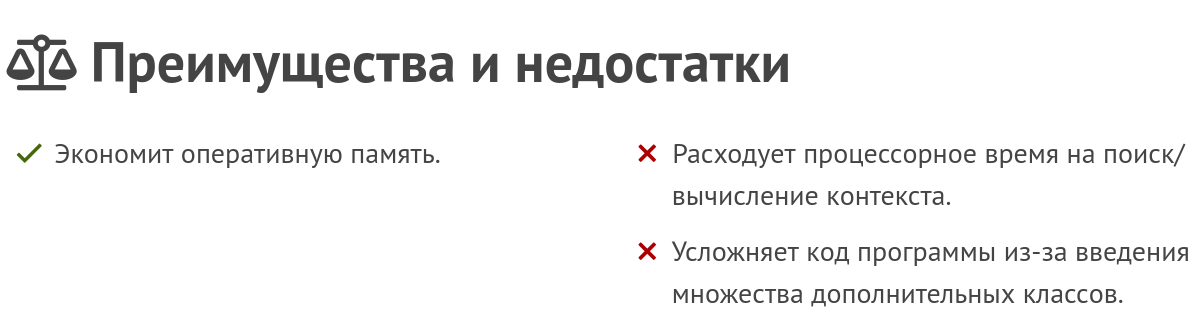 Преимущества и недостатки
Экономит оперативную память.
Расходует процессорное время на поиск/
вычисление контекста.
Усложняет код программы из-за введения
множества дополнительных классов.